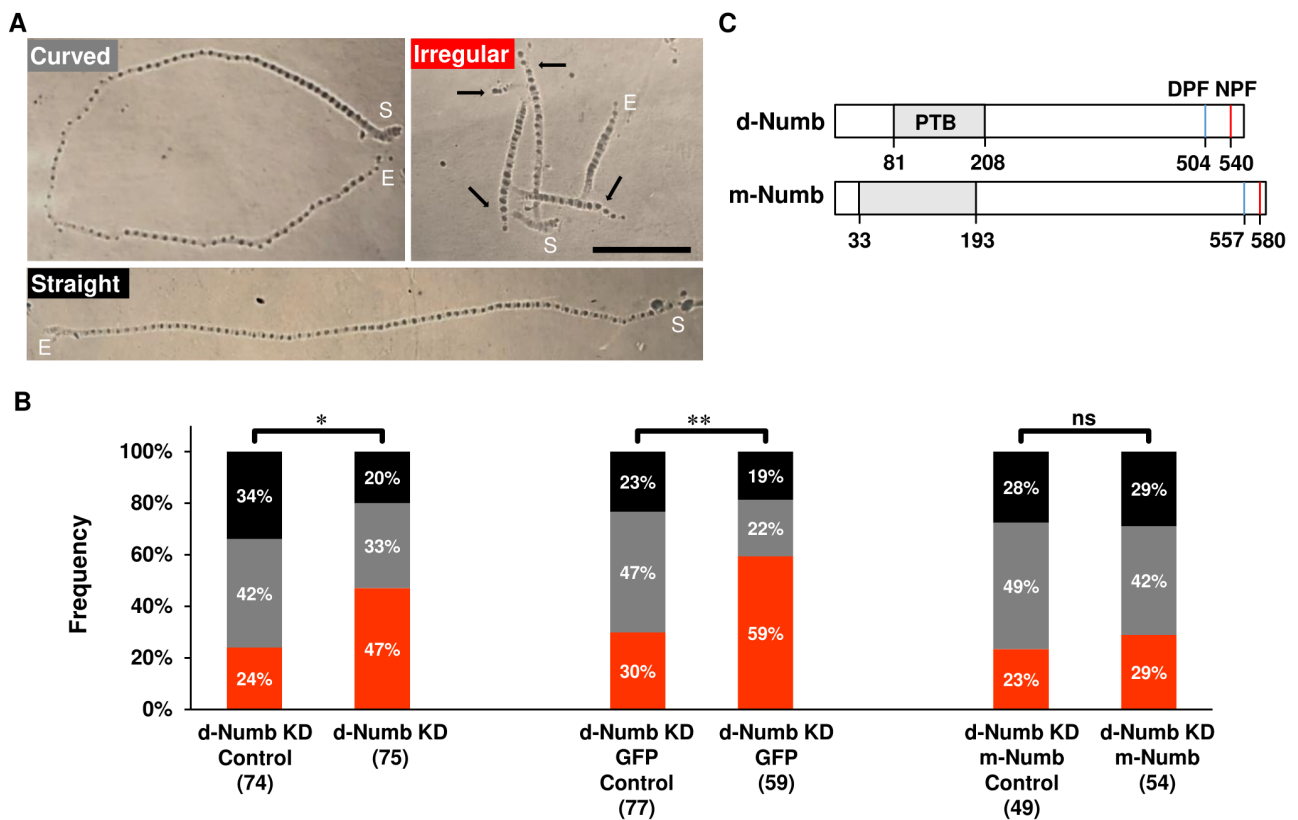 A
Curved
S
E
Irregular
E
S
Straight
E
S
C
DPF NPF
d-Numb
PTB
81 208 504 540
m-Numb
33 193 557 580
B
Frequency
100%
80%
60%
40%
20%
0%
*
34%
42%
24%
20%
33%
47%
**
23%
47%
30%
19%
22%
59%
ns
28%
49%
23%
29%
42%
29%
d-Numb KD
Control
(74)
d-Numb KD
(75)
d-Numb KD
GFP
Control
(77)
d-Numb KD
GFP
(59)
d-Numb KD
m-Numb
Control
(49)
d-Numb KD
m-Numb
(54)